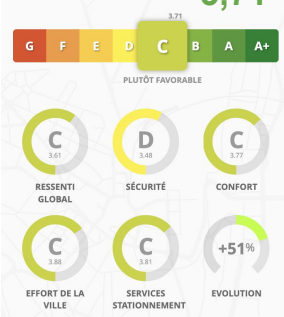 3,71
3.71
G F E D C B A A+
PLUTÔT FAVORABLE
C
3.61
D
3.48
C
3.77
RESSENTI
GLOBAL
SÉCURITÉ
CONFORT
C
3.88
C
3.81
+51%
EFFORT DE LA
VILLE
SERVICES
STATIONNEMENT
EVOLUTION